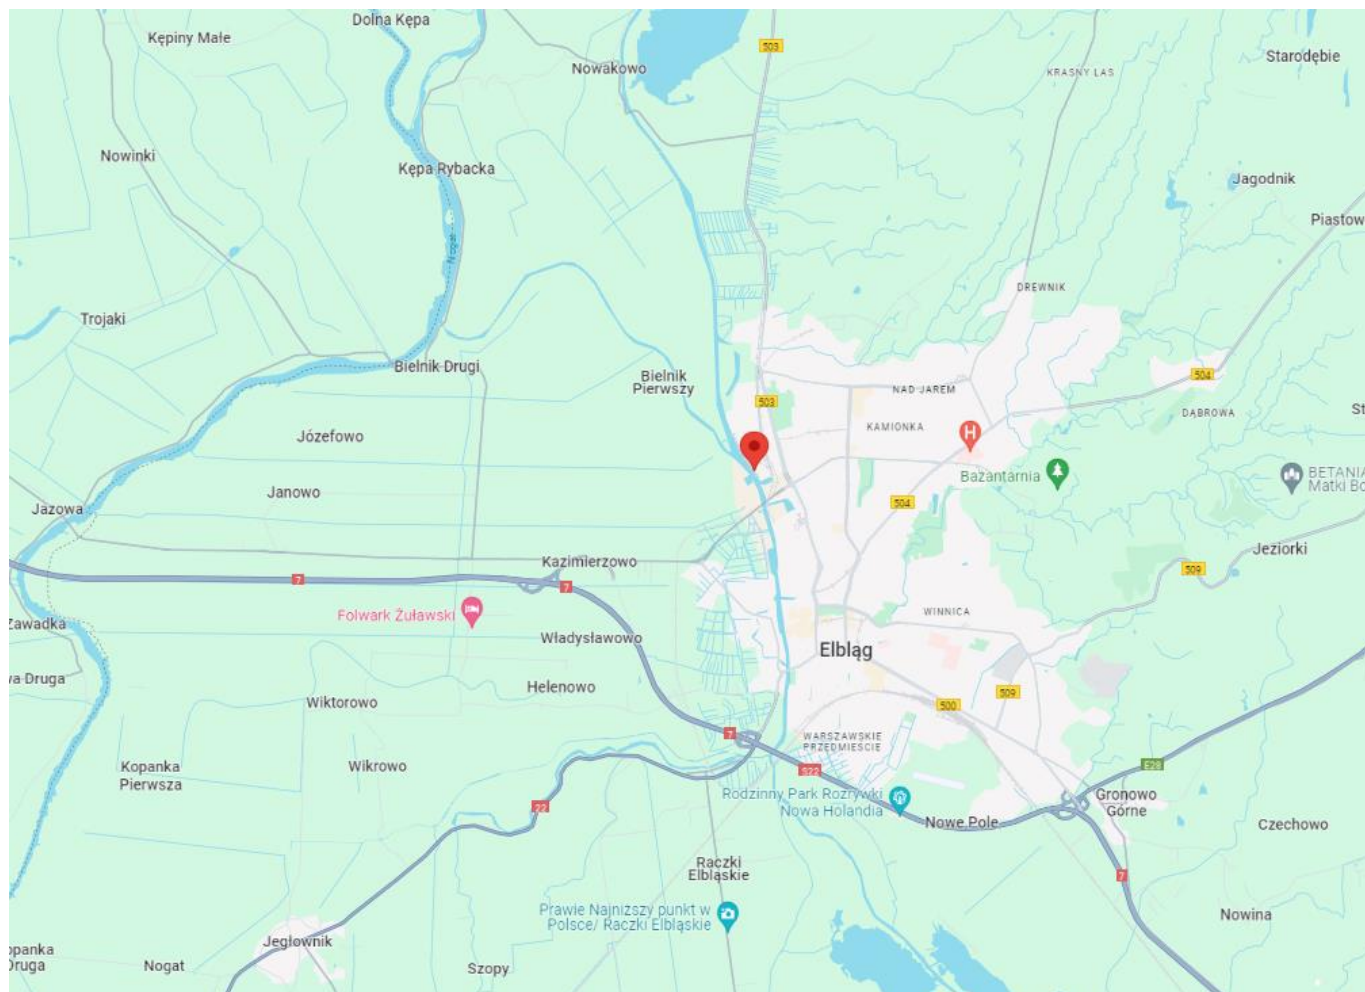 Dolna Kępa
Kępiny Małe
503
Starodębie
Nowakowo
KRASNY LAS
Nowinki
Kępa Rybacka
Jagodnik
Piastow
Nogat
DREWNIK
Trojaki
Bielnik Drugi
Bielnik
Pierwszy
504
NAD JAREM
503
DĄBROWA
St
KAMIONKA
H
Józefowo
Bażantarnia
BETANIA
Matki Bo
Janowo
504
Jazowa
Jeziorki
Kazimierzowo
509
7
7
Folwark Żuławski
WINNICA
Zawadka
Władysławowo
Elbląg
wa Druga
Helenowo
509
Wiktorowo
500
7
WARSZAWSKIE
PRZEDMIEŚCIE
Kopanka
Pierwsza
Wikrowo
S22
E28
Rodzinny Park Rozrywki
Nowa Holandia
Gronowo
Górne
22
Nowe Pole
Czechowo
Raczki
Elbląskie
7
Prawie Najniższy punkt w
Polsce/ Raczki Elbląskie
Nowina
Jegłownik
opanka
Druga
Nogat
Szopy